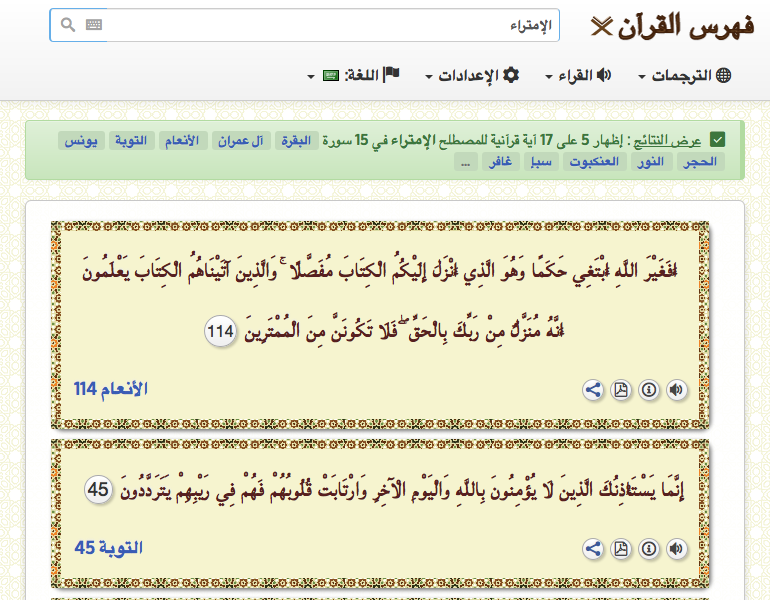 فهرس القرآن
الإمتراء
الترجمات القراء الإعدادات اللغة:
عرض النتائج : إظهار 5 على 17 آية قرآنية للمصطلح الإمتراء في 15 سورة البقرة آل عمران الأنعام التوبة يونس
الحجر النور العنكبوت سبإ غافر ...
أَفَغَيْرَ اللَّهِ أَبْتَغِي حَكَمًا وَهُوَ الَّذِي أَنْزَلَ إِلَيْكُمُ الْكِتَابَ مُفَصَّلًا ۚ وَالَّذِينَ آتَيْنَاهُمُ الْكِتَابَ يَعْلَمُونَ
أَنَّهُ مُنَزَّلٌ مِنْ رَبِّكَ بِالْحَقِّ ۖ فَلَا تَكُونَنَّ مِنَ الْمُمْتَرِينَ 114
الأنعام 114
إِنَّمَا يَسْتَأْذِنُكَ الَّذِينَ لَا يُؤْمِنُونَ بِاللَّهِ وَالْيَوْمِ الْآخِرِ وَارْتَابَتْ قُلُوبُهُمْ فَهُمْ فِي رَيْبِهِمْ يَتَرَدَّدُونَ 45
التوبة 45